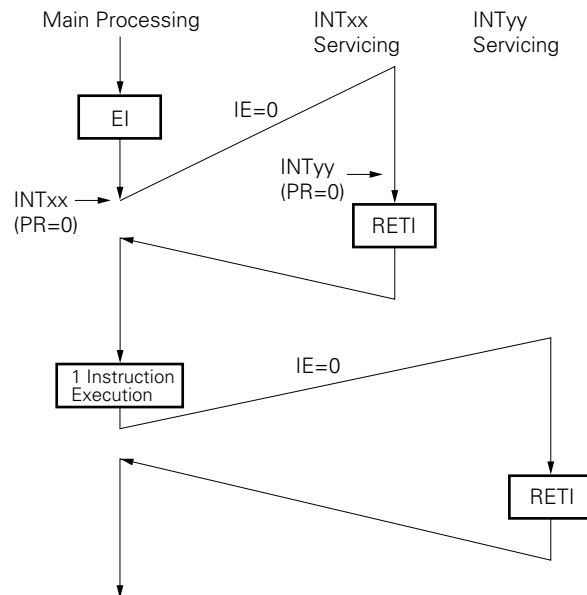 Main Processing
INTxx
Servicing
INTyy
Servicing
EI
IE=0
INTxx
(PR=0)
INTyy
(PR=0)
RETI
1 Instruction
Execution
IE=0
RETI